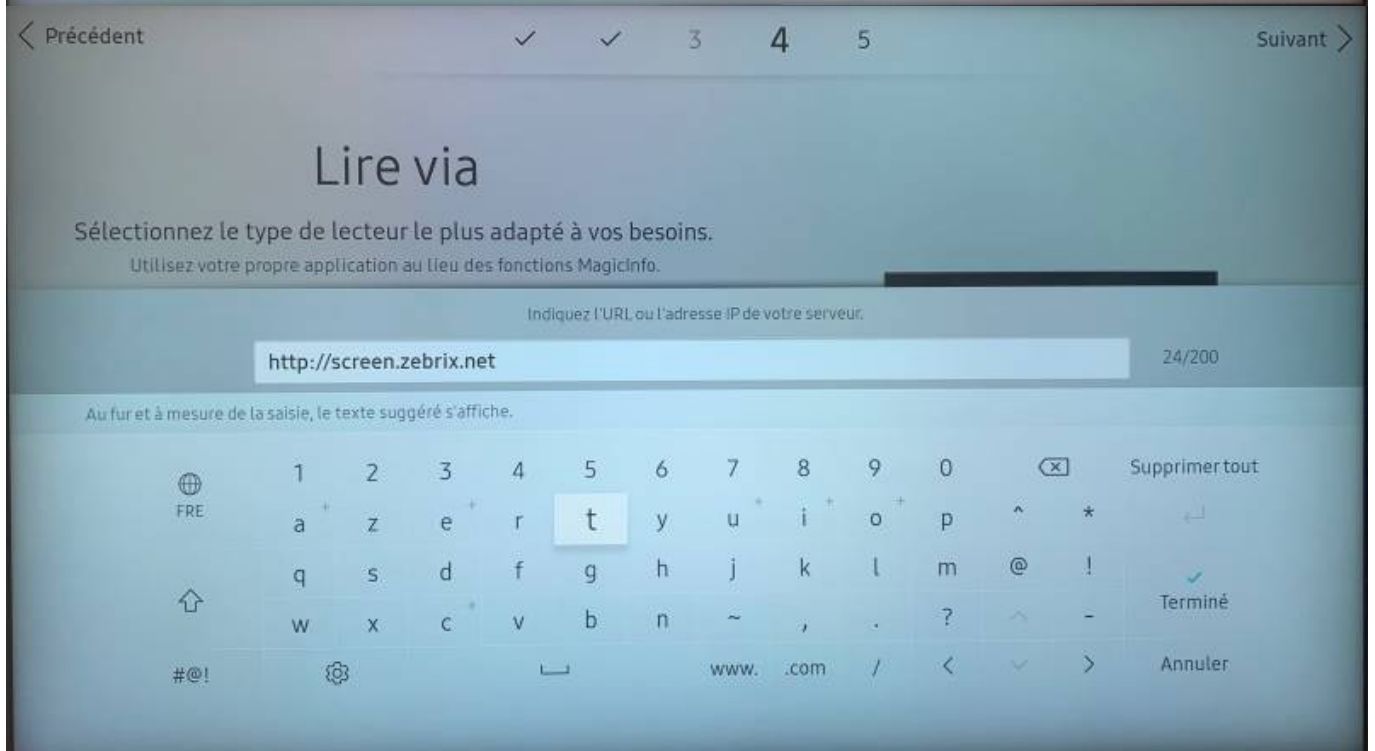 Précédent 3 4 5 Suivant
Lire via
Sélectionnez le type de lecteur le plus adapté à vos besoins.
Utilisez votre propre application au lieu des fonctions MagicInfo.
Indiquez l'URL ou l'adresse IP de votre serveur.
http://screen.zebrix.net 24/200
Au fur et à mesure de la saisie, le texte suggéré s'affiche.
1 2 3 4 5 6 7 8 9 0 Supprimer tout
FRE a z e r t y u i o p ^ *
q s d f g h j k l m @ !
w x c v b n ~ , . ? - Terminé
#@! www. .com / < > Annuler